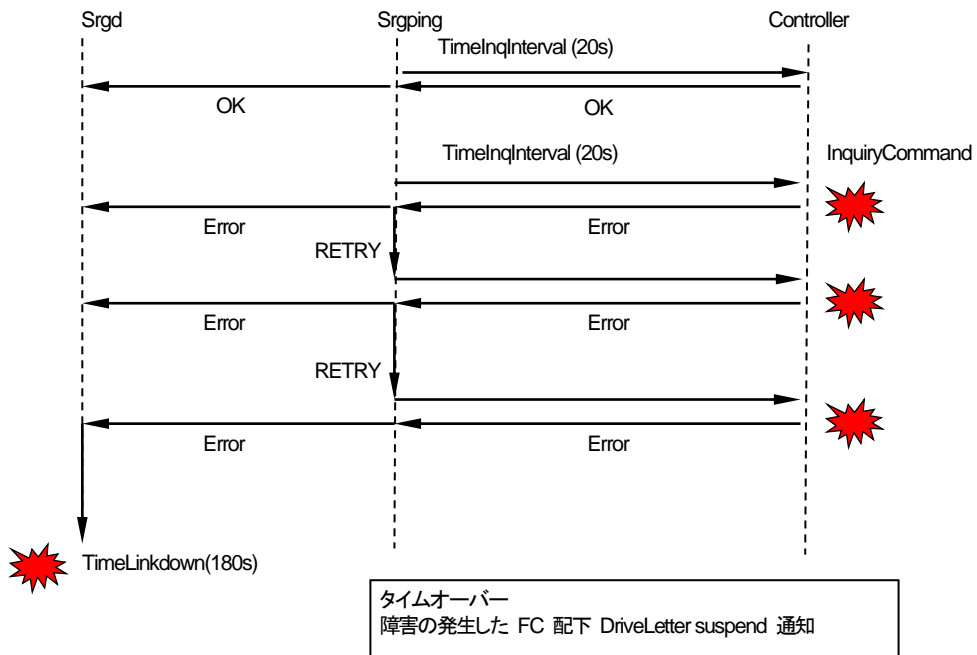 Srgd Srgping Controller
TimeInqInterval (20s)
OK OK
TimeInqInterval (20s) InquiryCommand
Error Error
RETRY
Error Error
RETRY
Error Error
TimeLinkdown(180s)
タイムオーバー
障害の発生した FC 配下 DriveLetter suspend 通知